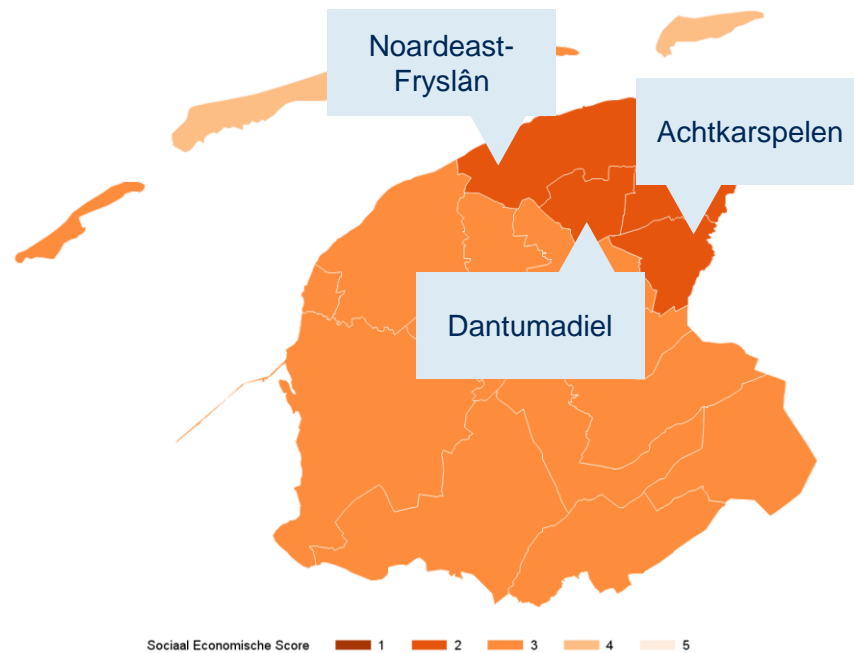 Noardeast-
Fryslân
Achtkarspelen
Dantumadiel
Sociaal Economische Score 1 2 3 4 5